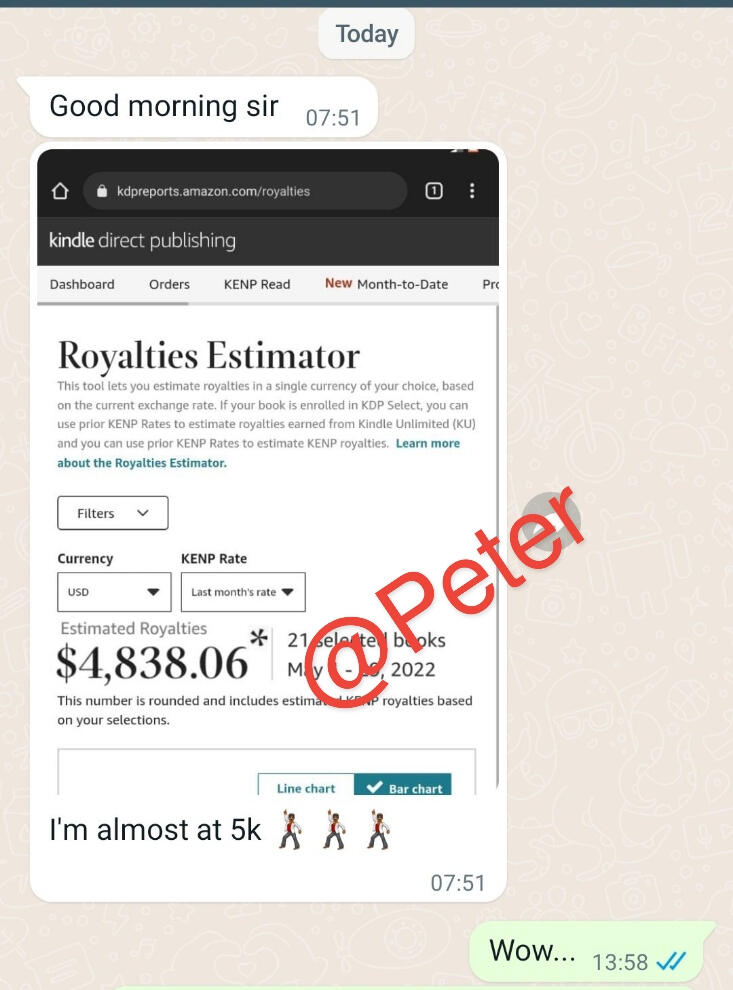 Today
Good morning sir
07:51
kdpreports.amazon.com/royalties
1
kindle direct publishing
Dashboard Orders KENP Read New Month-to-Date
Royalties Estimator
This tool lets you estimate royalties in a single currency of your choice, based
on the current exchange rate. If your book is enrolled in KDP Select, you can
use prior KENP Rates to estimate royalties earned from Kindle Unlimited (KU)
and you can use prior KENP Rates to estimate KENP royalties. Learn more
about the Royalties Estimator.
Filters
Currency KENP Rate
USD Last month's rate
Estimated Royalties
$4,838.06* 21 selected books
May - , 2022
This number is rounded and includes estimated KENP royalties based
on your selections.
@Peter
Line chart Bar chart
I'm almost at 5k
07:51
Wow... 13:58